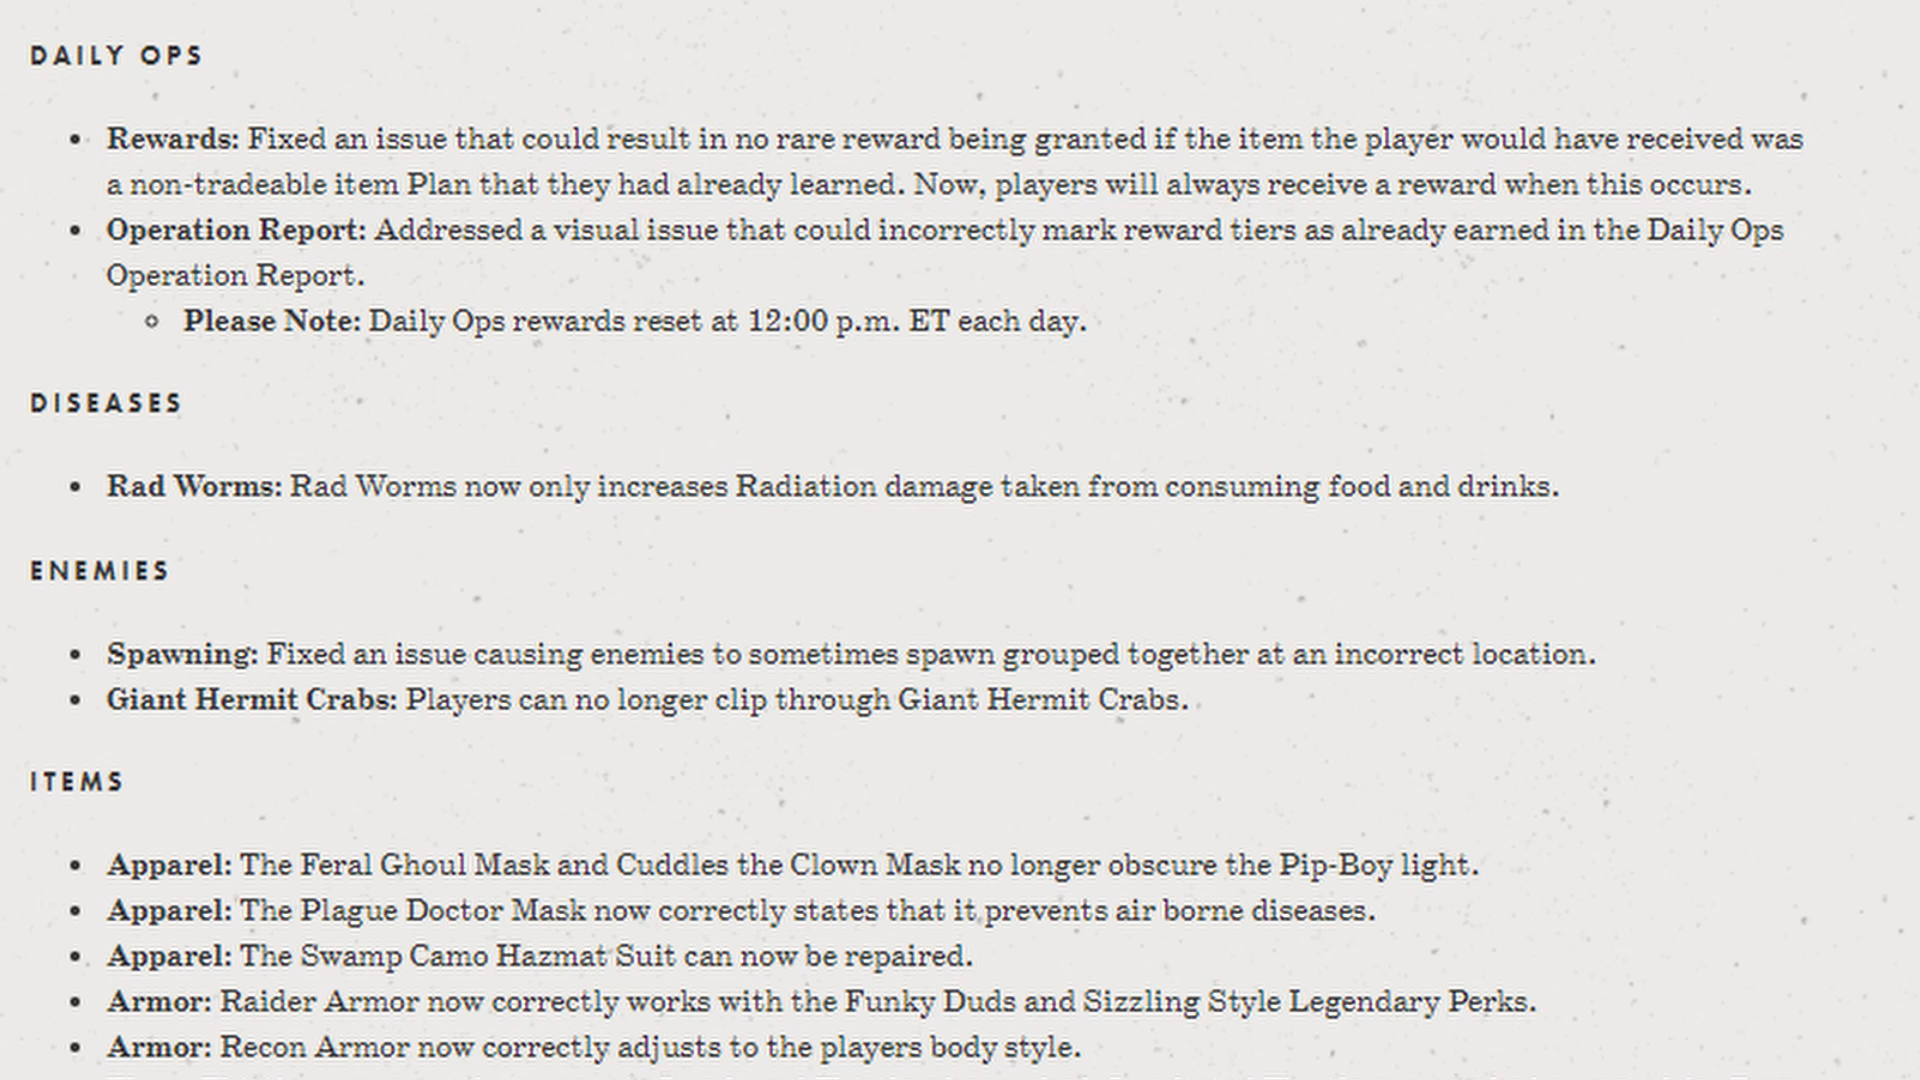 DAILY OPS
• Rewards: Fixed an issue that could result in no rare reward being granted if the item the player would have received was
a non-tradeable item Plan that they had already learned. Now, players will always receive a reward when this occurs.
• Operation Report: Addressed a visual issue that could incorrectly mark reward tiers as already earned in the Daily Ops
Operation Report.
◦ Please Note: Daily Ops rewards reset at 12:00 p.m. ET each day.
DISEASES
• Rad Worms: Rad Worms now only increases Radiation damage taken from consuming food and drinks.
ENEMIES
• Spawning: Fixed an issue causing enemies to sometimes spawn grouped together at an incorrect location.
• Giant Hermit Crabs: Players can no longer clip through Giant Hermit Crabs.
ITEMS
• Apparel: The Feral Ghoul Mask and Cuddles the Clown Mask no longer obscure the Pip-Boy light.
• Apparel: The Plague Doctor Mask now correctly states that it prevents air borne diseases.
• Apparel: The Swamp Camo Hazmat Suit can now be repaired.
• Armor: Raider Armor now correctly works with the Funky Duds and Sizzling Style Legendary Perks.
• Armor: Recon Armor now correctly adjusts to the players body style.